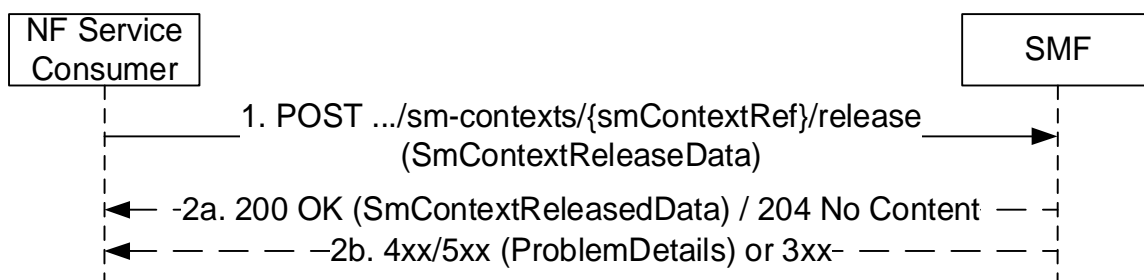 NF Service
Consumer
SMF
1. POST .../sm-contexts/{smContextRef}/release
(SmContextReleaseData)
2a. 200 OK (SmContextReleasedData) / 204 No Content
2b. 4xx/5xx (ProblemDetails) or 3xx